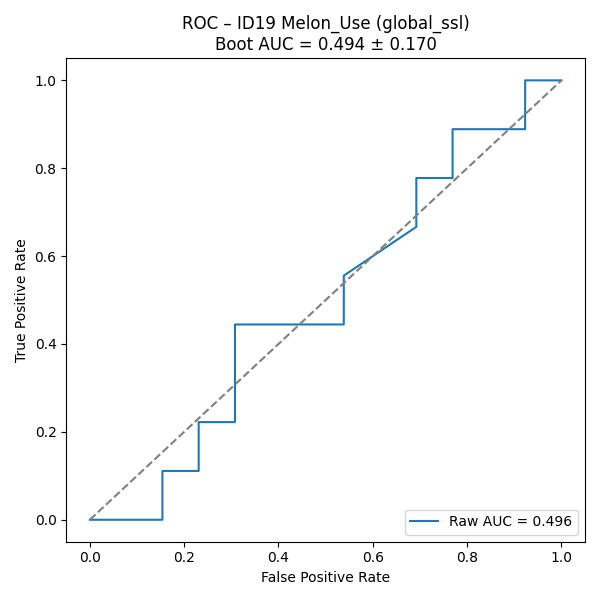 ROC – ID19 Melon_Use (global_ssl)
Boot AUC = 0.494 ± 0.170
1.0
0.8
0.6
0.4
0.2
0.0
True Positive Rate
Raw AUC = 0.496
0.0 0.2 0.4 0.6 0.8 1.0
False Positive Rate